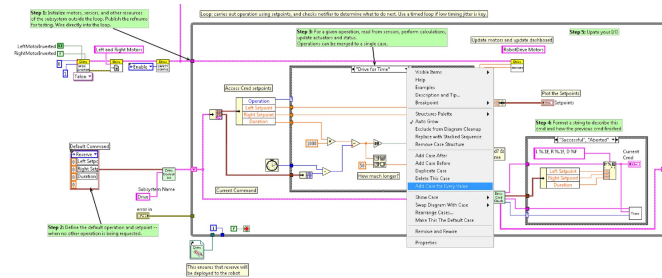 Step 1: Initialize motors, sensors, and other resources
of the subsystem outside the loop. Publish the refnums
for testing. Wire directly into the loop.
Loop: carries out operation using setpoints, and checks notifier to determine what to do next. Use a timed loop if low timing jitter is key.
Step 3: For a given operation, read from sensors, perform calculations,
update actuators and status.
Operations can be merged to a single case.
Step 5: Update your I/O
LeftMotorInverted
RightMotorInverted
Left and Right Motors
Update motors and update dashboard
RobotDrive Motors
Talon
Enable
"Drive for Time"
Access Cmd setpoints
Operation
Left Setpoint
Right Setpoint
Duration
Visible Items
Help
Examples
Description and Tip...
Breakpoint
Structures Palette
Auto Grow
Exclude from Diagram Cleanup
Replace with Stacked Sequence
Remove Case Structure
Add Case After
Add Case Before
Duplicate Case
Delete This Case
Add Case for Every Value
Show Case
Swap Diagram With Case
Rearrange Cases...
Make This The Default Case
Remove and Rewire
Properties
Plot the Setpoints
Setpoints
Step 4: Format a string to describe this
cmd and how the previous cmd finished.
"Successful", "Aborted"
Current
Cmd
Left Setpoint
Right Setpoint
Duration
1000
How much longer?
Default Command
Receive
Left Setp
Right Set
Duration
Subsystem Name
Drive
error in
Current Command
Step 2: Define the default operation and setpoint --
when no other operation is being requested.
This ensures that receive will
be deployed to the robot